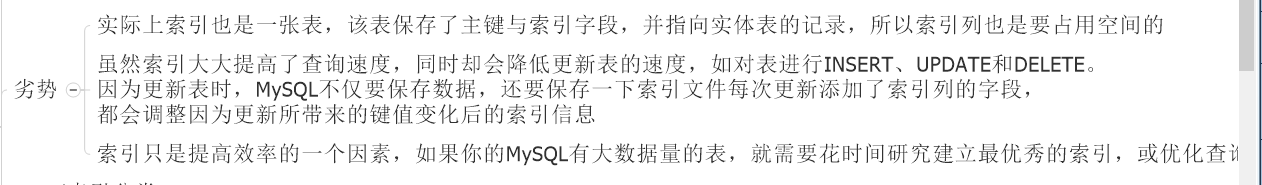 实际上索引也是一张表，该表保存了主键与索引字段，并指向实体表的记录，所以索引列也是要占用空间的
虽然索引大大提高了查询速度，同时却会降低更新表的速度，如对表进行INSERT、UPDATE和DELETE。
劣势
因为更新表时，MySQL不仅要保存数据，还要保存一下索引文件每次更新添加了索引列的字段，
都会调整因为更新所带来的键值变化后的索引信息
索引只是提高效率的一个因素，如果你的MySQL有大数据量的表，就需要花时间研究建立最优秀的索引，或优化查